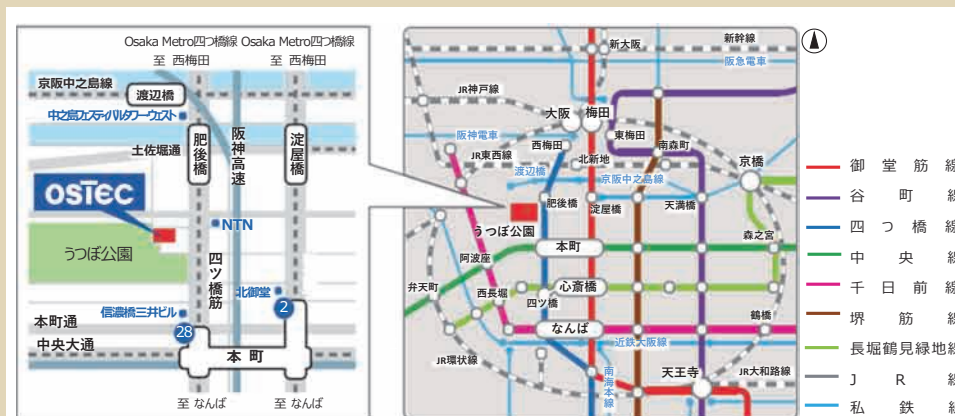 Osaka Metro四つ橋線 Osaka Metro四つ橋線
至 西梅田
至 西梅田
京阪中之島線
渡辺橋
中之島フェスティバルタワーウェスト
土佐堀通
肥後橋
阪神高速
淀屋橋
OSTEC
NTN
うつぼ公園
四ツ橋筋
北御堂
2
信濃橋三井ビル
28
本町通
中央大通
本町
至 なんば
至 なんば
新大阪
新幹線
阪急電車
JR神戸線
大阪
梅田
阪神電車
西梅田
東梅田
南森町
JR東西線
北新地
京橋
渡辺橋
京阪中之島線
肥後橋
淀屋橋
天満橋
うつぼ公園
本町
森之宮
阿波座
弁天町
西長堀
心斎橋
四ツ橋
なんば
鶴橋
近鉄大阪線
JR環状線
南海本線
天王寺
JR大和路線
御堂筋線
谷町線
四つ橋線
中央線
千日前線
堺筋線
長堀鶴見緑地線
JR線
私鉄線